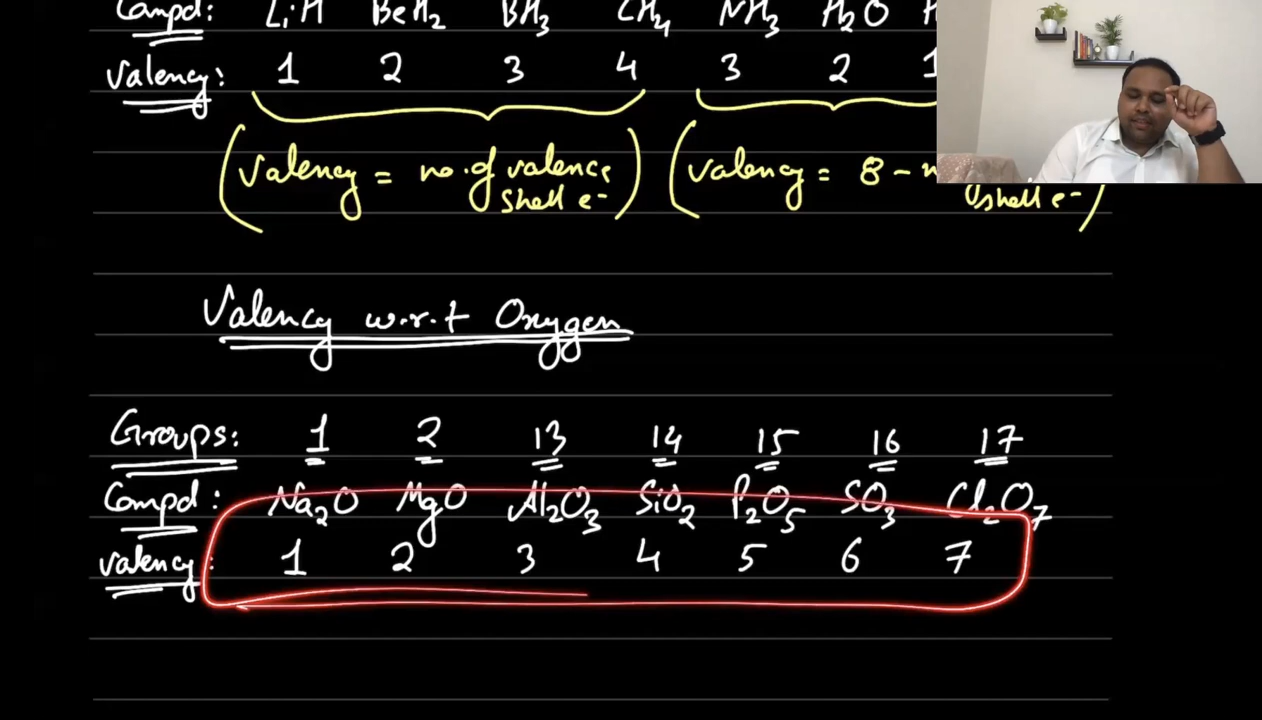 Compd: LiH BeH2 BH3 CH4 NH3 H2O
Valency: 1 2 3 4 3 2 1
(Valency = no. of valence shell e-) (Valency = 8 - shell e-)
Valency w.r.t Oxygen
Groups: 1 2 13 14 15 16 17
Compd: Na2O MgO Al2O3 SiO2 P2O5 SO3 Cl2O7
Valency: 1 2 3 4 5 6 7